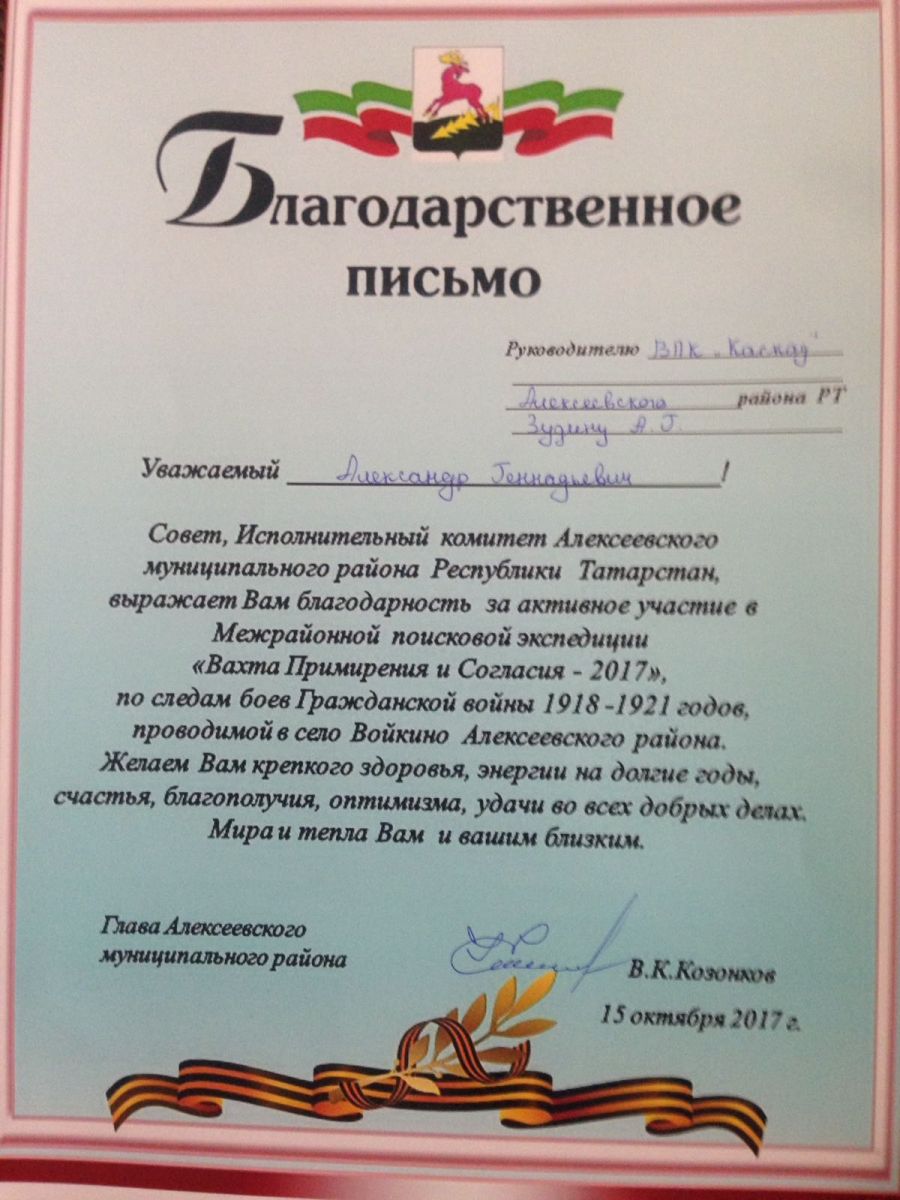 Благодарственное
письмо
Руководителю ВПК „Каскад"
Алексеевского района РТ
Зудину А.Г.
Уважаемый Александр Геннадьевич !
Совет, Исполнительный комитет Алексеевского
муниципального района Республики Татарстан,
выражает Вам благодарность за активное участие в
Межрайонной поисковой экспедиции
«Вахта Примирения и Согласия - 2017»,
по следам боев Гражданской войны 1918 -1921 годов,
проводимой в село Войкино Алексеевского района.
Желаем Вам крепкого здоровья, энергии на долгие годы,
счастья, благополучия, оптимизма, удачи во всех добрых делах.
Мира и тепла Вам и вашим близким.
Глава Алексеевского
муниципального района
В.К.Козонков
15 октября 2017 г.